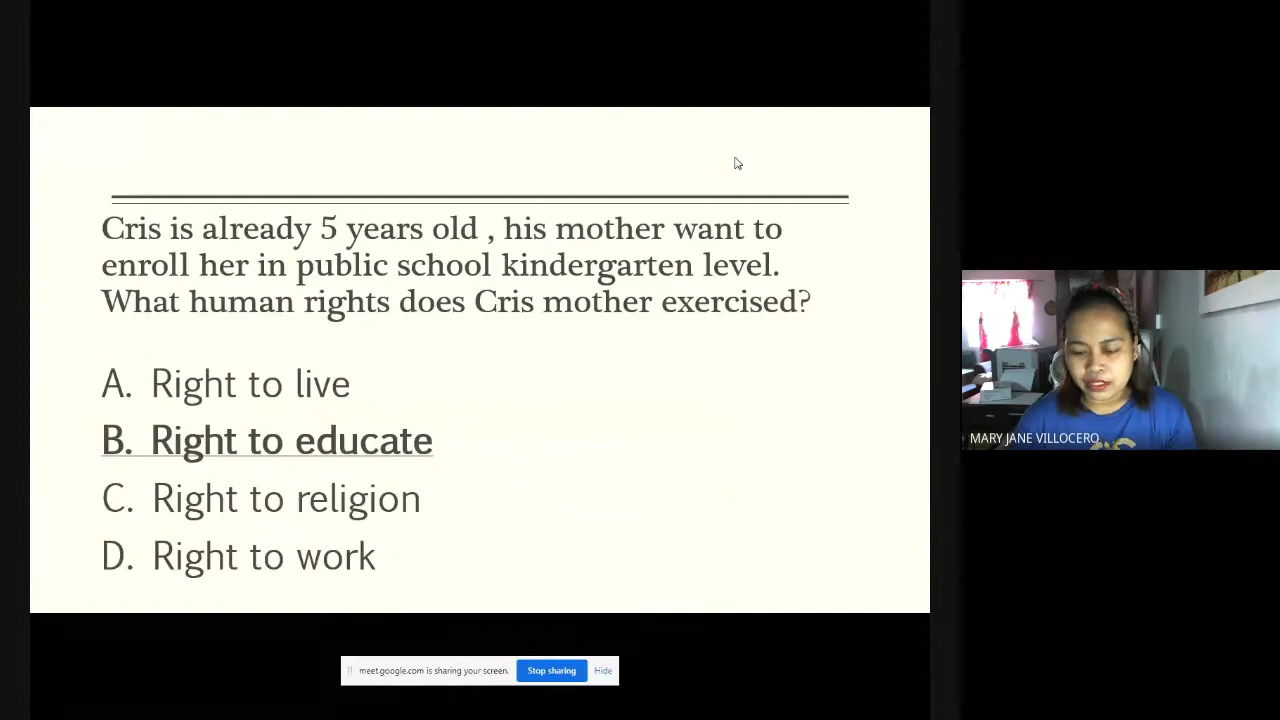 Cris is already 5 years old , his mother want to
enroll her in public school kindergarten level.
What human rights does Cris mother exercised?
A. Right to live
B. Right to educate
C. Right to religion
D. Right to work
MARY JANE VILLOCERO
meet.google.com is sharing your screen.
Stop sharing
Hide